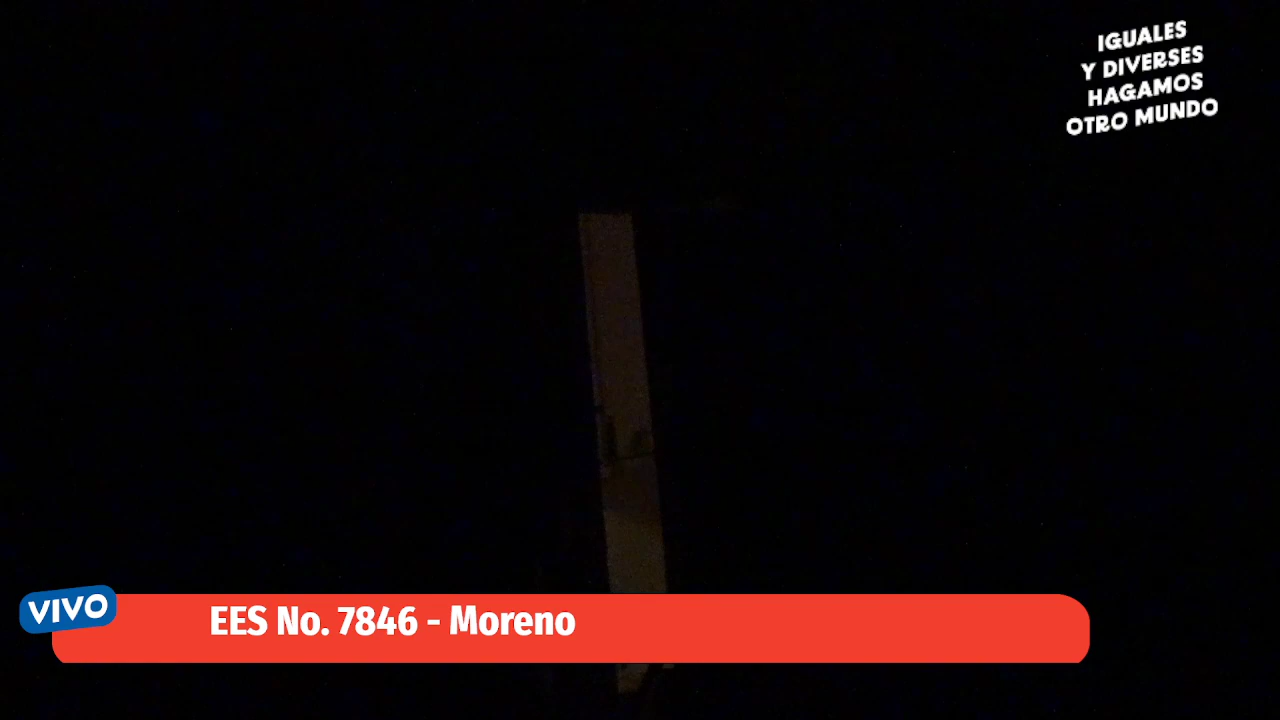 IGUALES
Y DIVERSES
HAGAMOS
OTRO MUNDO
VIVO
EES No. 7846 - Moreno